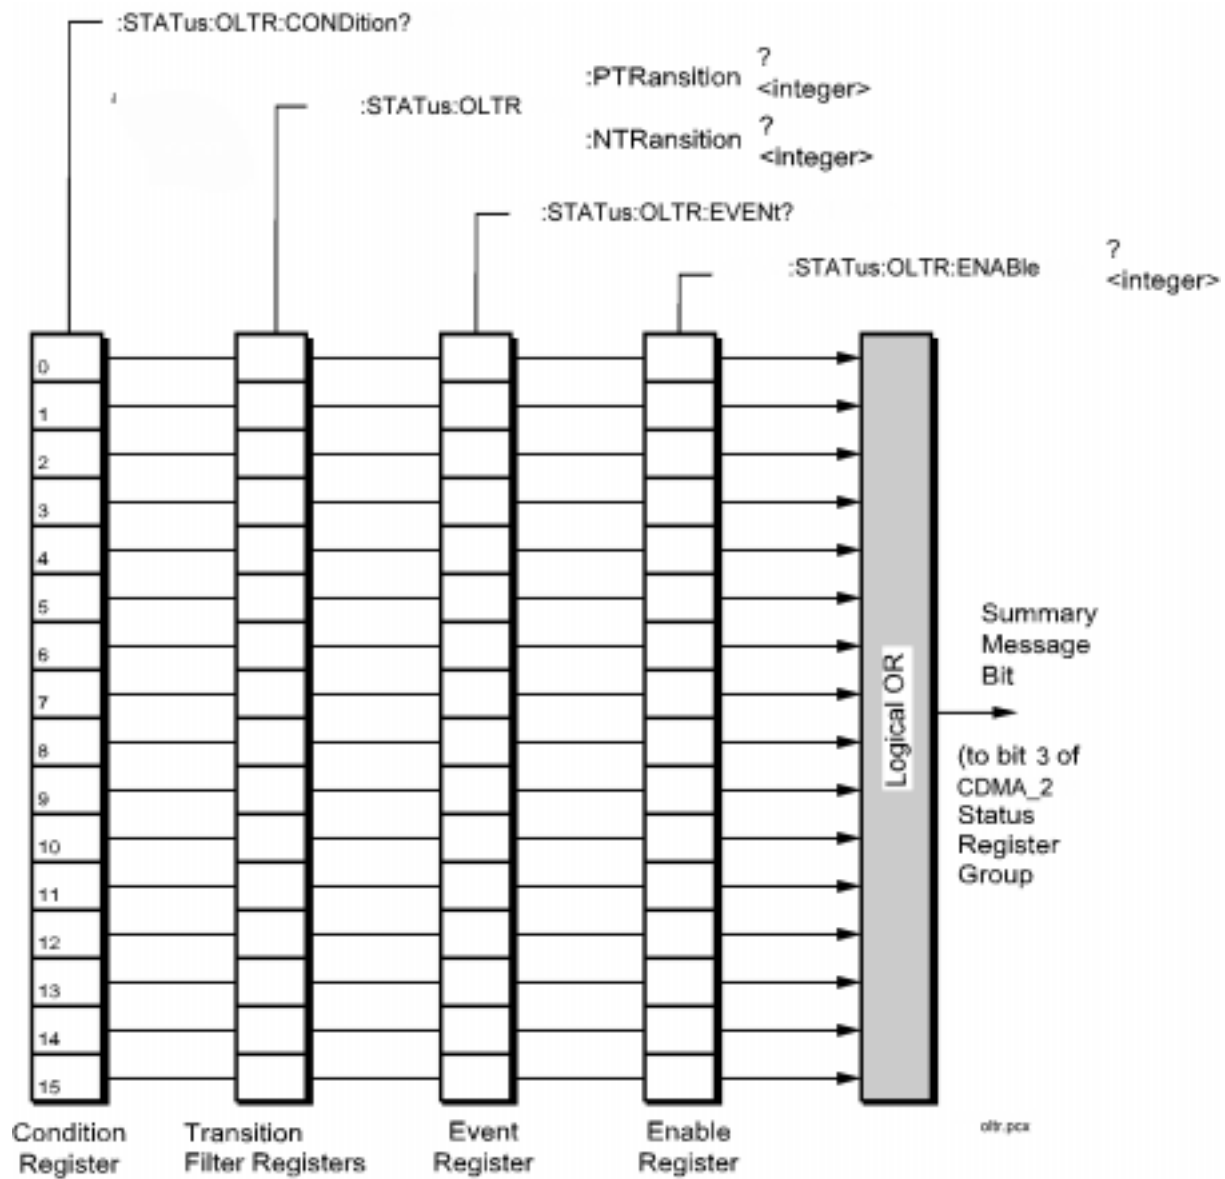 :STATus:OLTR:CONDition?
:PTRansition ?
<integer>
:STATus:OLTR
:NTRansition ?
<integer>
:STATus:OLTR:EVENt?
:STATus:OLTR:ENABle ?
<integer>
0
1
2
3
4
5
6
7
8
9
10
11
12
13
14
15
Logical OR
Summary
Message
Bit
(to bit 3 of
CDMA_2
Status
Register
Group
Condition
Register
Transition
Filter Registers
Event
Register
Enable
Register
oltr.pcx